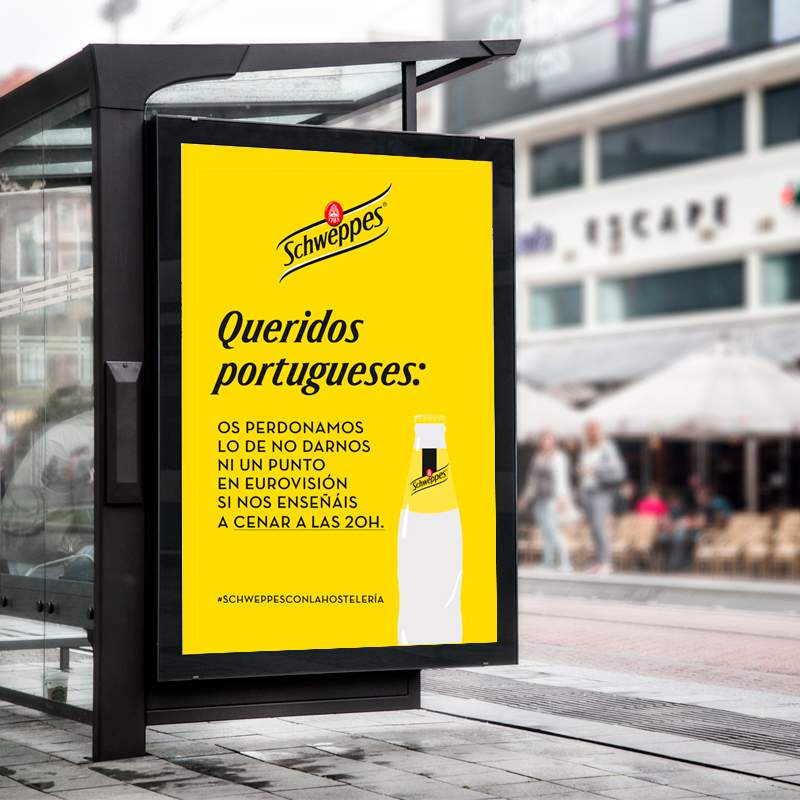 Schweppes®
1783
Queridos
portugueses:
OS PERDONAMOS
LO DE NO DARNOS
NI UN PUNTO
EN EUROVISIÓN
SI NOS ENSEÑÁIS
A CENAR A LAS 20H.
Schweppes
#SCHWEPPESCONLAHOSTELERÍA
ESCAPE